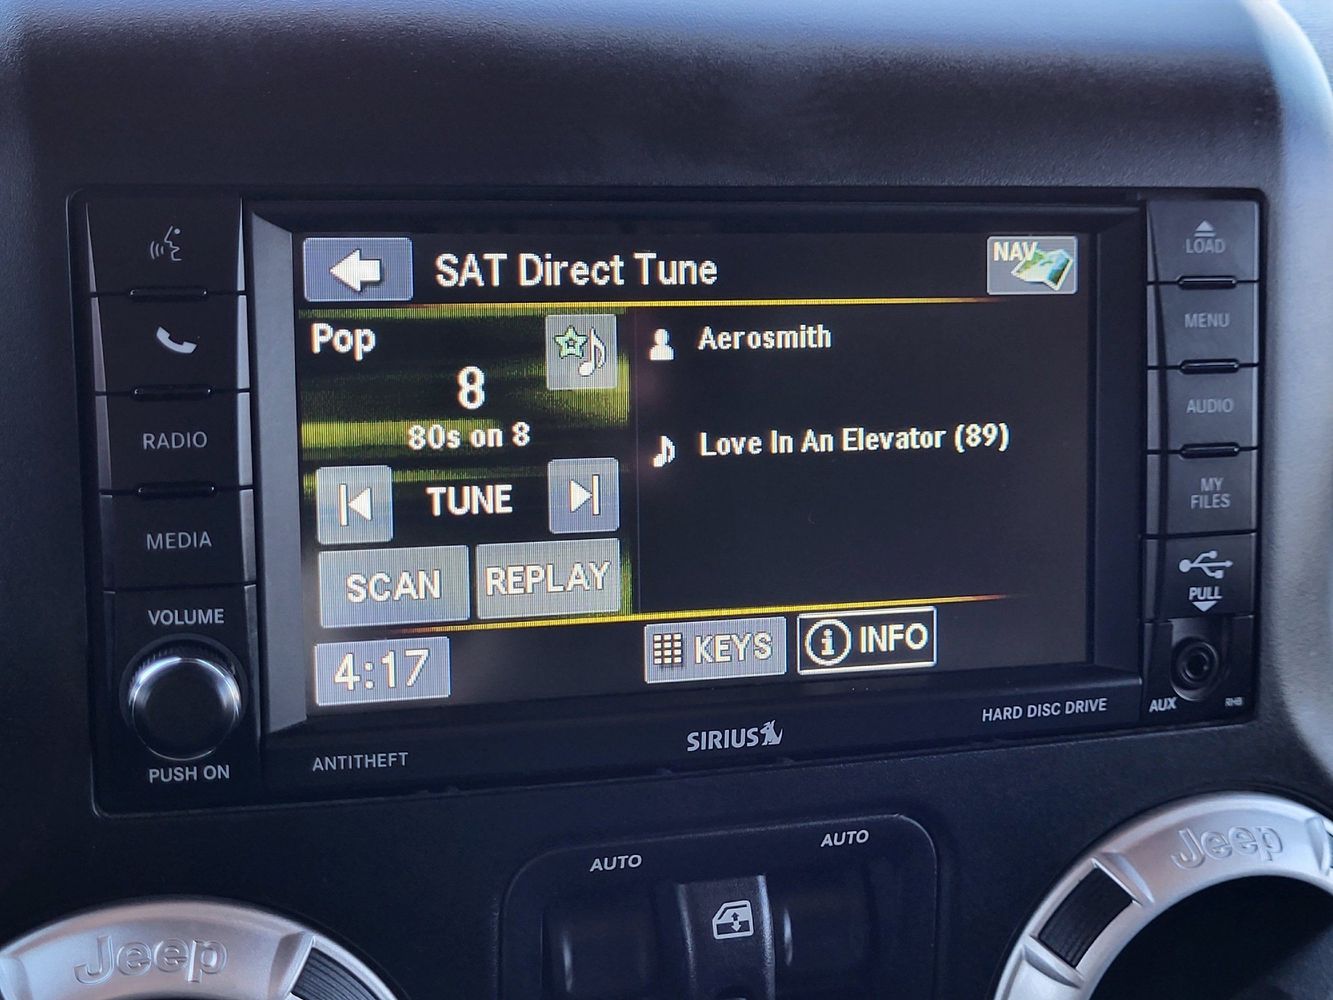 SAT Direct Tune
NAV
Pop
8
80s on 8
TUNE
SCAN
REPLAY
Aerosmith
Love In An Elevator (89)
4:17
KEYS
i INFO
RADIO
MEDIA
VOLUME
PUSH ON
LOAD
MENU
AUDIO
MY
FILES
PULL
AUX
RHB
ANTITHEFT
SIRIUS
HARD DISC DRIVE
AUTO
AUTO
Jeep
Jeep